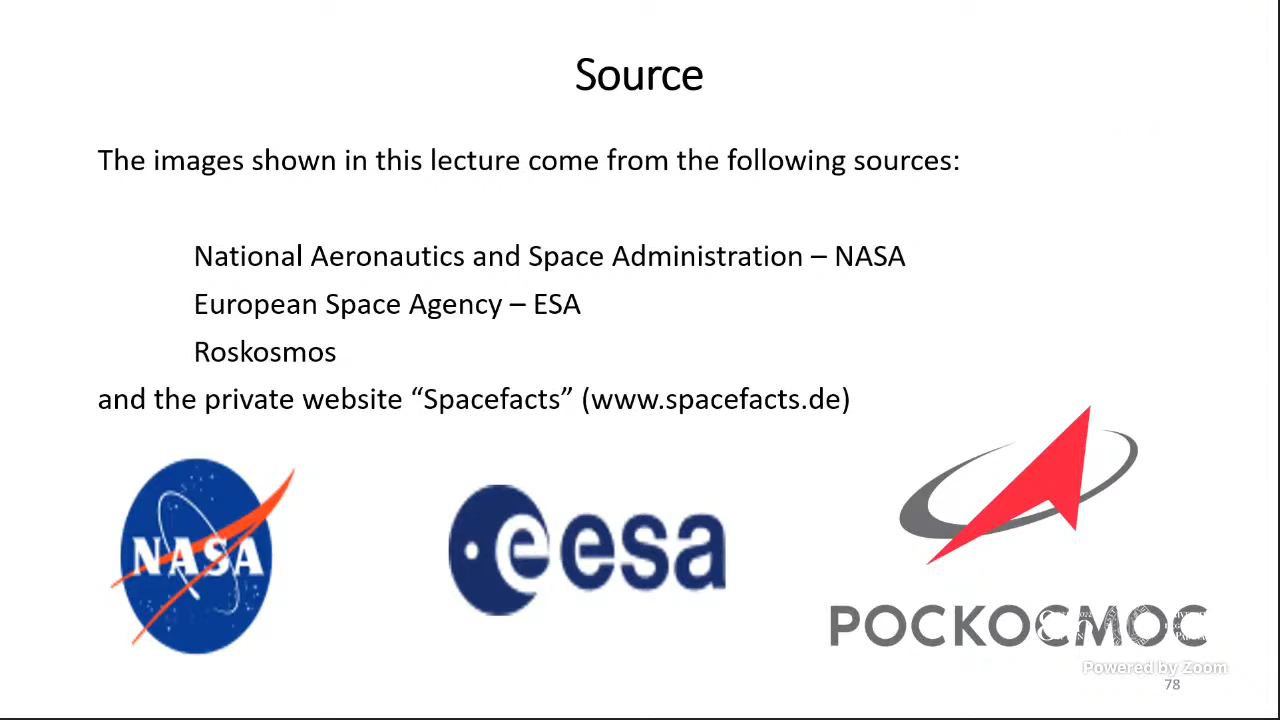 Source
The images shown in this lecture come from the following sources:
National Aeronautics and Space Administration – NASA
European Space Agency – ESA
Roskosmos
and the private website “Spacefacts” (www.spacefacts.de)
NASA
esa
РОСКОСМОС
Powered by Zoom
78